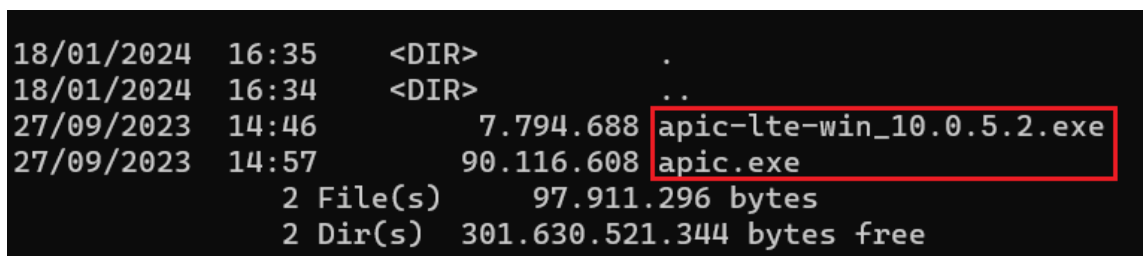 18/01/2024  16:35    <DIR>          .
18/01/2024  16:34    <DIR>          ..
27/09/2023  14:46         7.794.688 apic-lte-win_10.0.5.2.exe
27/09/2023  14:57        90.116.608 apic.exe
               2 File(s)     97.911.296 bytes
               2 Dir(s)  301.630.521.344 bytes free